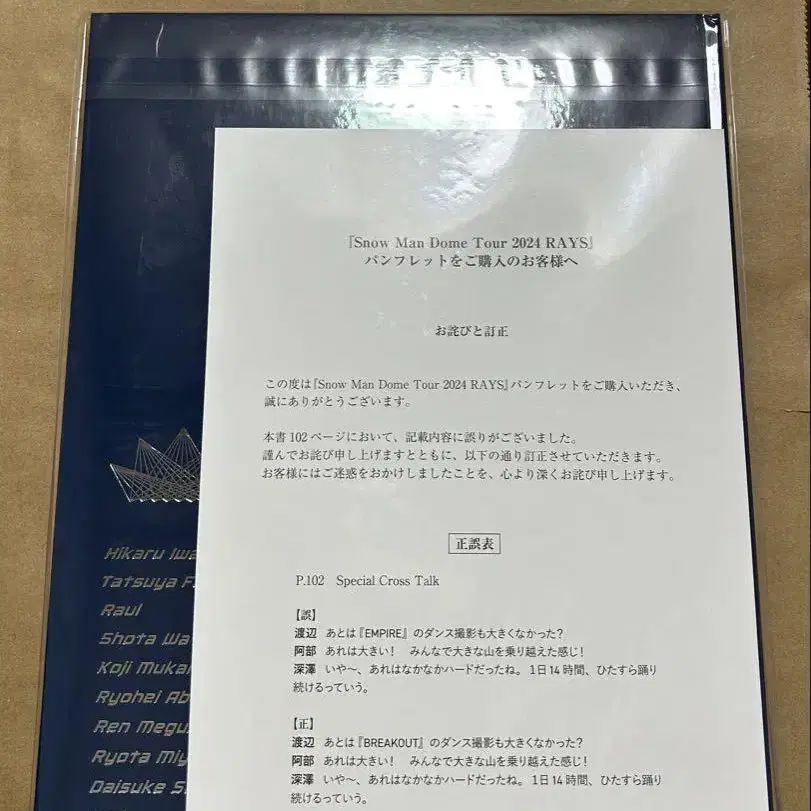 『Snow Man Dome Tour 2024 RAYS』
パンフレットをご購入のお客様へ
お詫びと訂正
この度は『Snow Man Dome Tour 2024 RAYS』パンフレットをご購入いただき、
誠にありがとうございます。
本書102ページにおいて、記載内容に誤りがございました。
謹んでお詫び申し上げますとともに、以下の通り訂正させていただきます。
お客様にはご迷惑をおかけしましたことを、心より深くお詫び申し上げます。
正誤表
P.102 Special Cross Talk
【誤】
渡辺 あとは『EMPIRE』のダンス撮影も大きくなかった?
阿部 あれは大きい! みんなで大きな山を乗り越えた感じ!
深澤 いや〜、あれはなかなかハードだったね。1日14時間、ひたすら踊り
続けるっていう。
【正】
渡辺 あとは『BREAKOUT』のダンス撮影も大きくなかった?
阿部 あれは大きい! みんなで大きな山を乗り越えた感じ!
深澤 いや〜、あれはなかなかハードだったね。1日14時間、ひたすら踊り
続けるっていう。
Hikaru Iwa
Tatsuya F
Raul
Shota Wa
Koji Mukai
Ryohei Ab
Ren Megu
Ryota Miy
Daisuke S